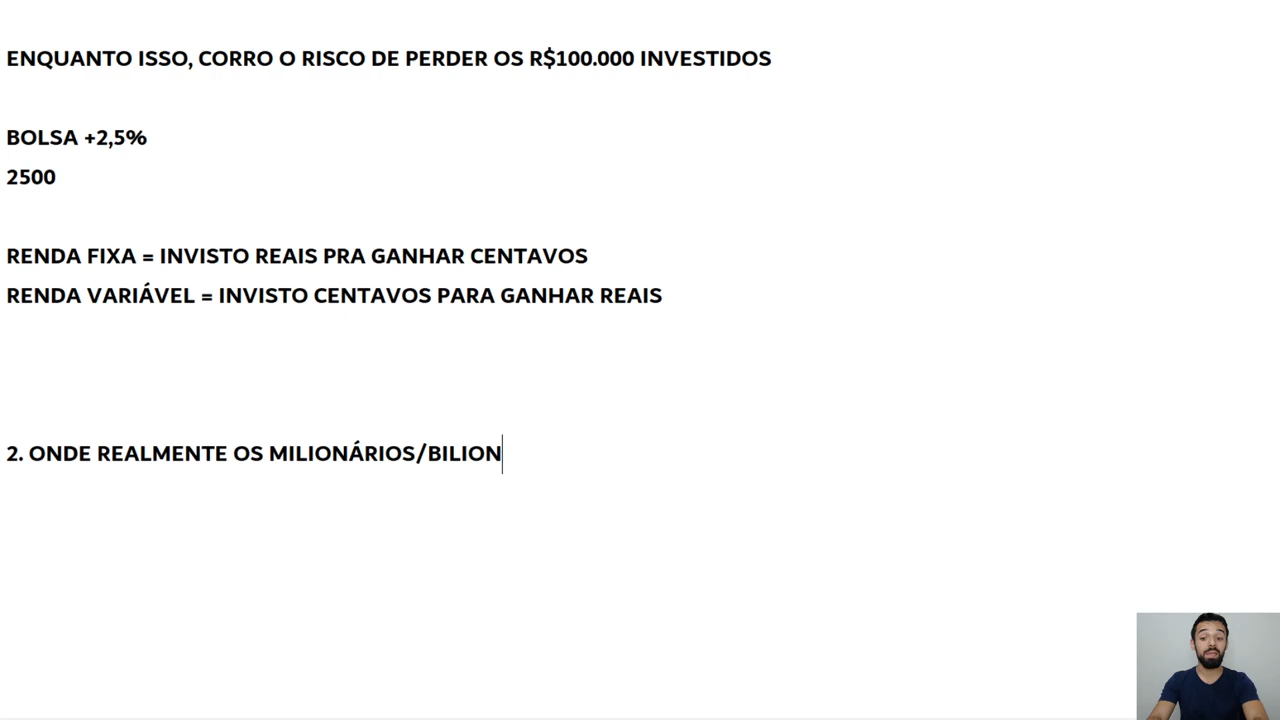 ENQUANTO ISSO, CORRO O RISCO DE PERDER OS R$100.000 INVESTIDOS
BOLSA +2,5%
2500
RENDA FIXA = INVISTO REAIS PRA GANHAR CENTAVOS
RENDA VARIÁVEL = INVISTO CENTAVOS PARA GANHAR REAIS
2. ONDE REALMENTE OS MILIONÁRIOS/BILION